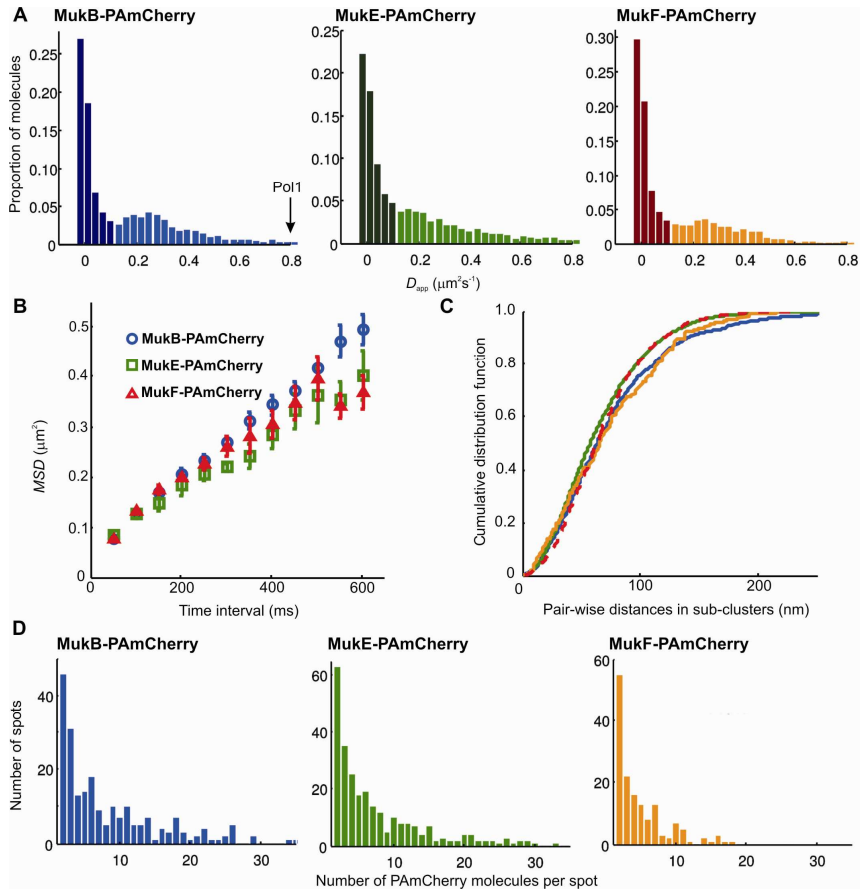 A
MukB-PAmCherry
MukE-PAmCherry
MukF-PAmCherry
Proportion of molecules
0.25
0.20
0.15
0.10
0.05
0
0 0.2 0.4 0.6 0.8
Pol1
0.25
0.20
0.15
0.10
0.05
0
0 0.2 0.4 0.6 0.8
0.30
0.25
0.20
0.15
0.10
0.05
0
0 0.2 0.4 0.6 0.8
Dapp (μm²s⁻¹)
B
MukB-PAmCherry
MukE-PAmCherry
MukF-PAmCherry
MSD (μm²)
0.5
0.4
0.3
0.2
0.1
0
0 200 400 600
Time interval (ms)
C
Cumulative distribution function
1.0
0.8
0.6
0.4
0.2
0
0 100 200
Pair-wise distances in sub-clusters (nm)
D
MukB-PAmCherry
MukE-PAmCherry
MukF-PAmCherry
Number of spots
40
20
0
10 20 30
60
40
20
0
10 20 30
60
40
20
0
10 20 30
Number of PAmCherry molecules per spot